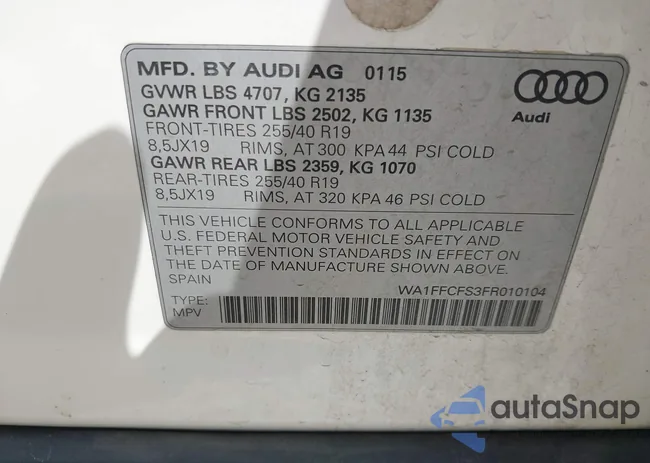 MFD. BY AUDI AG 0115
GVWR LBS 4707, KG 2135
GAWR FRONT LBS 2502, KG 1135
FRONT-TIRES 255/40 R19
8,5JX19 RIMS, AT 300 KPA 44 PSI COLD
GAWR REAR LBS 2359, KG 1070
REAR-TIRES 255/40 R19
8,5JX19 RIMS, AT 320 KPA 46 PSI COLD
Audi
THIS VEHICLE CONFORMS TO ALL APPLICABLE
U.S. FEDERAL MOTOR VEHICLE SAFETY AND
THEFT PREVENTION STANDARDS IN EFFECT ON
THE DATE OF MANUFACTURE SHOWN ABOVE.
SPAIN WA1FFCFS3FR010104
TYPE:
MPV
autoSnap